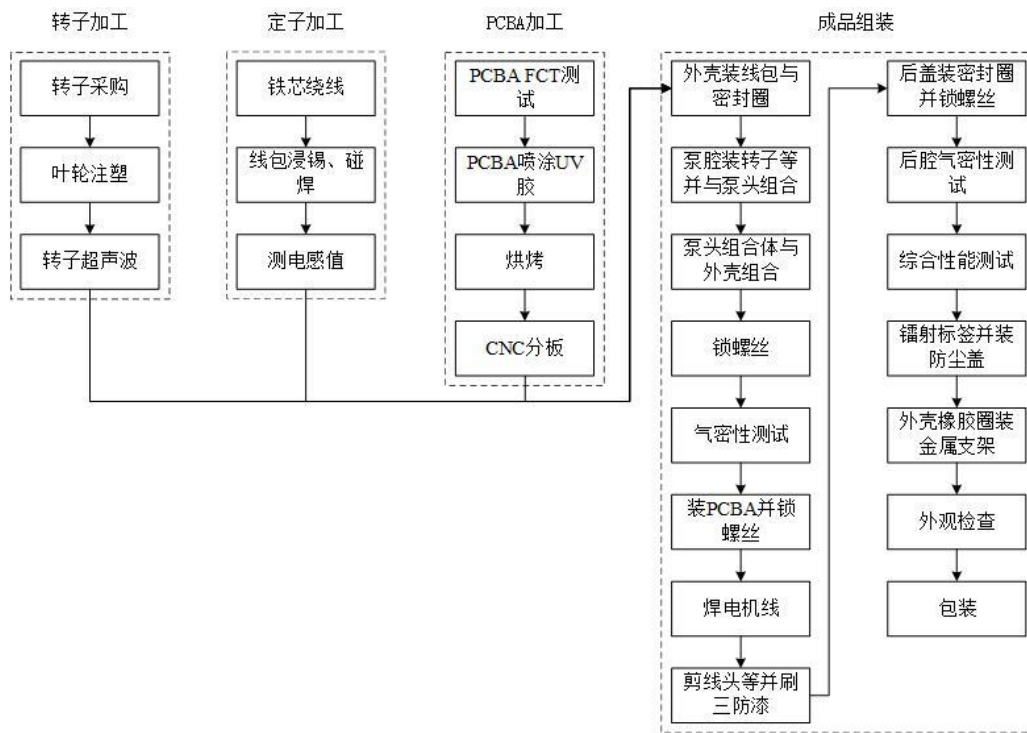 转子加工
转子采购
叶轮注塑
转子超声波
定子加工
铁芯绕线
线包浸锡、碰
焊
测电感值
PCBA加工
PCBA FCT测
试
PCBA喷涂UV
胶
烘烤
CNC分板
成品组装
外壳装线包与
密封圈
泵腔装转子等
并与泵头组合
泵头组合体与
外壳组合
锁螺丝
气密性测试
装PCBA并锁
螺丝
焊电机线
剪线头等并刷
三防漆
后盖装密封圈
并锁螺丝
后腔气密性测
试
综合性能测试
镭射标签并装
防尘盖
外壳橡胶圈装
金属支架
外观检查
包装